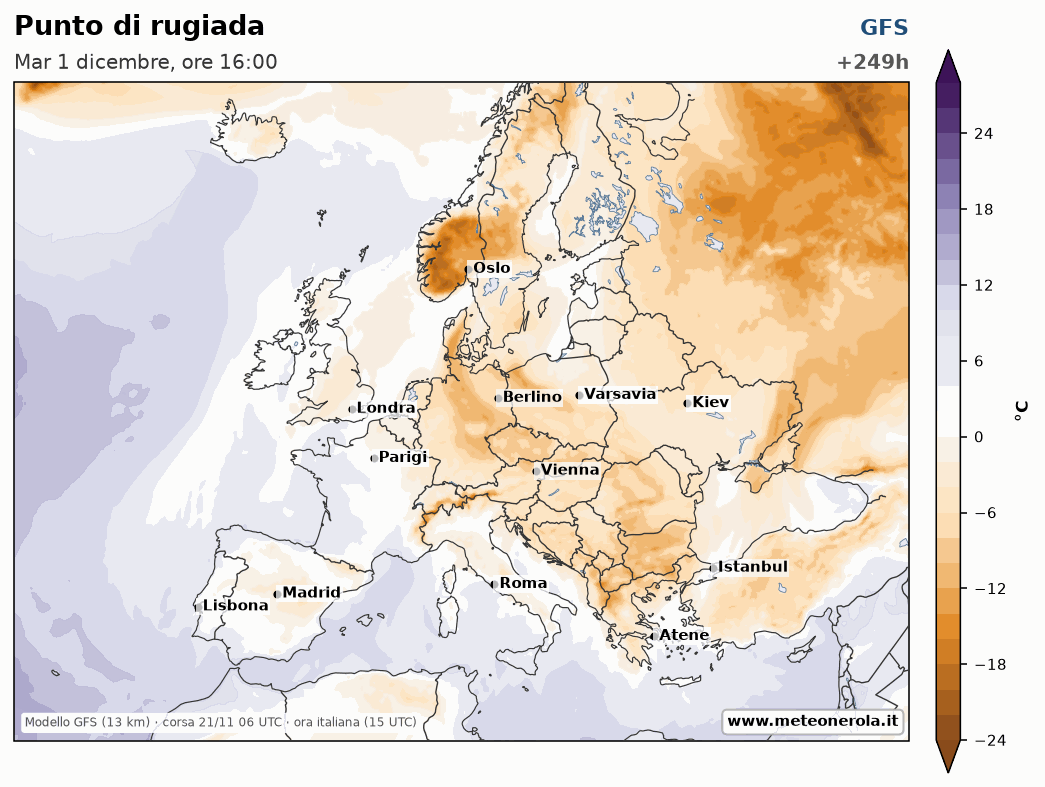 Punto di rugiada
GFS
Mar 1 dicembre, ore 16:00
+249h
24
18
12
6
0
−6
−12
−18
−24
°C
Oslo
Berlino
Varsavia
Kiev
Londra
Parigi
Vienna
Istanbul
Roma
Madrid
Lisbona
Atene
Modello GFS (13 km) · corsa 21/11 06 UTC · ora italiana (15 UTC)
www.meteonerola.it